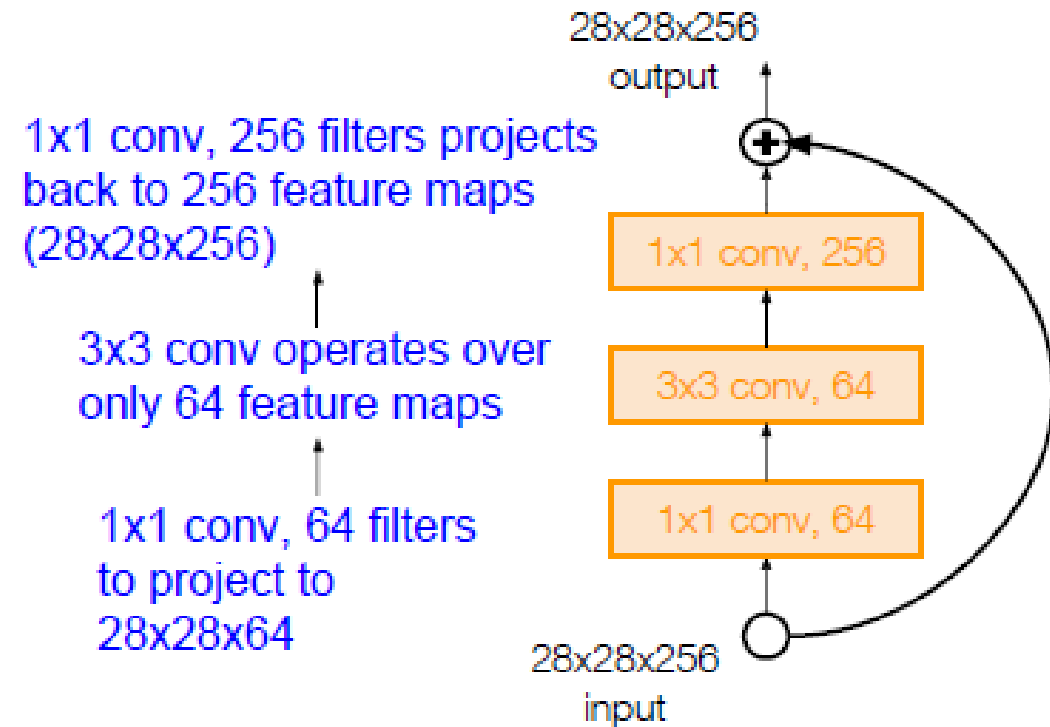 28x28x256
output
1x1 conv, 256 filters projects
back to 256 feature maps
(28x28x256)
3x3 conv operates over
only 64 feature maps
1x1 conv, 64 filters
to project to
28x28x64
+
1x1 conv, 256
3x3 conv, 64
1x1 conv, 64
28x28x256
input